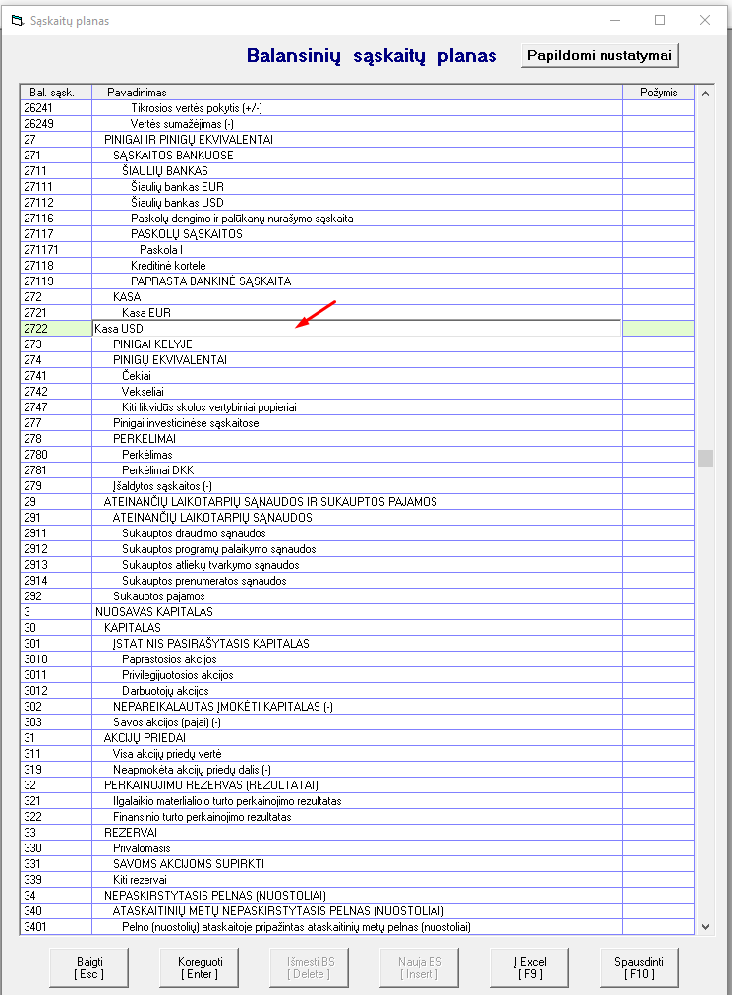 Sąskaitų planas
Balansinių sąskaitų planas
Papildomi nustatymai
Bal. sąsk. Pavadinimas Požymis
26241 Tikrosios vertės pokytis (+/-)
26249 Vertės sumažėjimas (-)
27 PINIGAI IR PINIGŲ EKVIVALENTAI
271 SĄSKAITOS BANKUOSE
2711 ŠIAULIŲ BANKAS
27111 Šiaulių bankas EUR
27112 Šiaulių bankas USD
27116 Paskolų dengimo ir palūkanų nurašymo sąskaita
27117 PASKOLŲ SĄSKAITOS
271171 Paskola I
27118 Kreditinė kortelė
27119 PAPRASTA BANKINĖ SĄSKAITA
272 KASA
2721 Kasa EUR
2722 Kasa USD
273 PINIGAI KELYJE
274 PINIGŲ EKVIVALENTAI
2741 Čekiai
2742 Vekseliai
2747 Kiti likvidūs skolos vertybiniai popieriai
277 Pinigai investicinėse sąskaitose
278 PERKĖLIMAI
2780 Perkėlimas
2781 Perkėlimai DKK
279 Įšaldytos sąskaitos (-)
29 ATEINANČIŲ LAIKOTARPIŲ SĄNAUDOS IR SUKAUPTOS PAJAMOS
291 ATEINANČIŲ LAIKOTARPIŲ SĄNAUDOS
2911 Sukauptos draudimo sąnaudos
2912 Sukauptos programų palaikymo sąnaudos
2913 Sukauptos atliekų tvarkymo sąnaudos
2914 Sukauptos prenumeratos sąnaudos
292 Sukauptos pajamos
3 NUOSAVAS KAPITALAS
30 KAPITALAS
301 ĮSTATINIS PASIRAŠYTASIS KAPITALAS
3010 Paprastosios akcijos
3011 Privilegijuotosios akcijos
3012 Darbuotojų akcijos
302 NEPAREIKALAUTAS ĮMOKĖTI KAPITALAS (-)
303 Savos akcijos (pajai) (-)
31 AKCIJŲ PRIEDAI
311 Visa akcijų priedų vertė
319 Neapmokėta akcijų priedų dalis (-)
32 PERKAINOJIMO REZERVAS (REZULTATAI)
321 Ilgalaikio materialiojo turto perkainojimo rezultatas
322 Finansinio turto perkainojimo rezultatas
33 REZERVAI
330 Privalomasis
331 SAVOMS AKCIJOMS SUPIRKTI
339 Kiti rezervai
34 NEPASKIRSTYTASIS PELNAS (NUOSTOLIAI)
340 ATASKAITINIŲ METŲ NEPASKIRSTYTASIS PELNAS (NUOSTOLIAI)
3401 Pelno (nuostolių) ataskaitoje pripažintas ataskaitinių metų pelnas (nuostoliai)
Baigti Koreguoti Išmesti BS Nauja BS Į Excel Spausdinti
[ Esc ] [ Enter ] [ Delete ] [ Insert ] [ F9 ] [ F10 ]